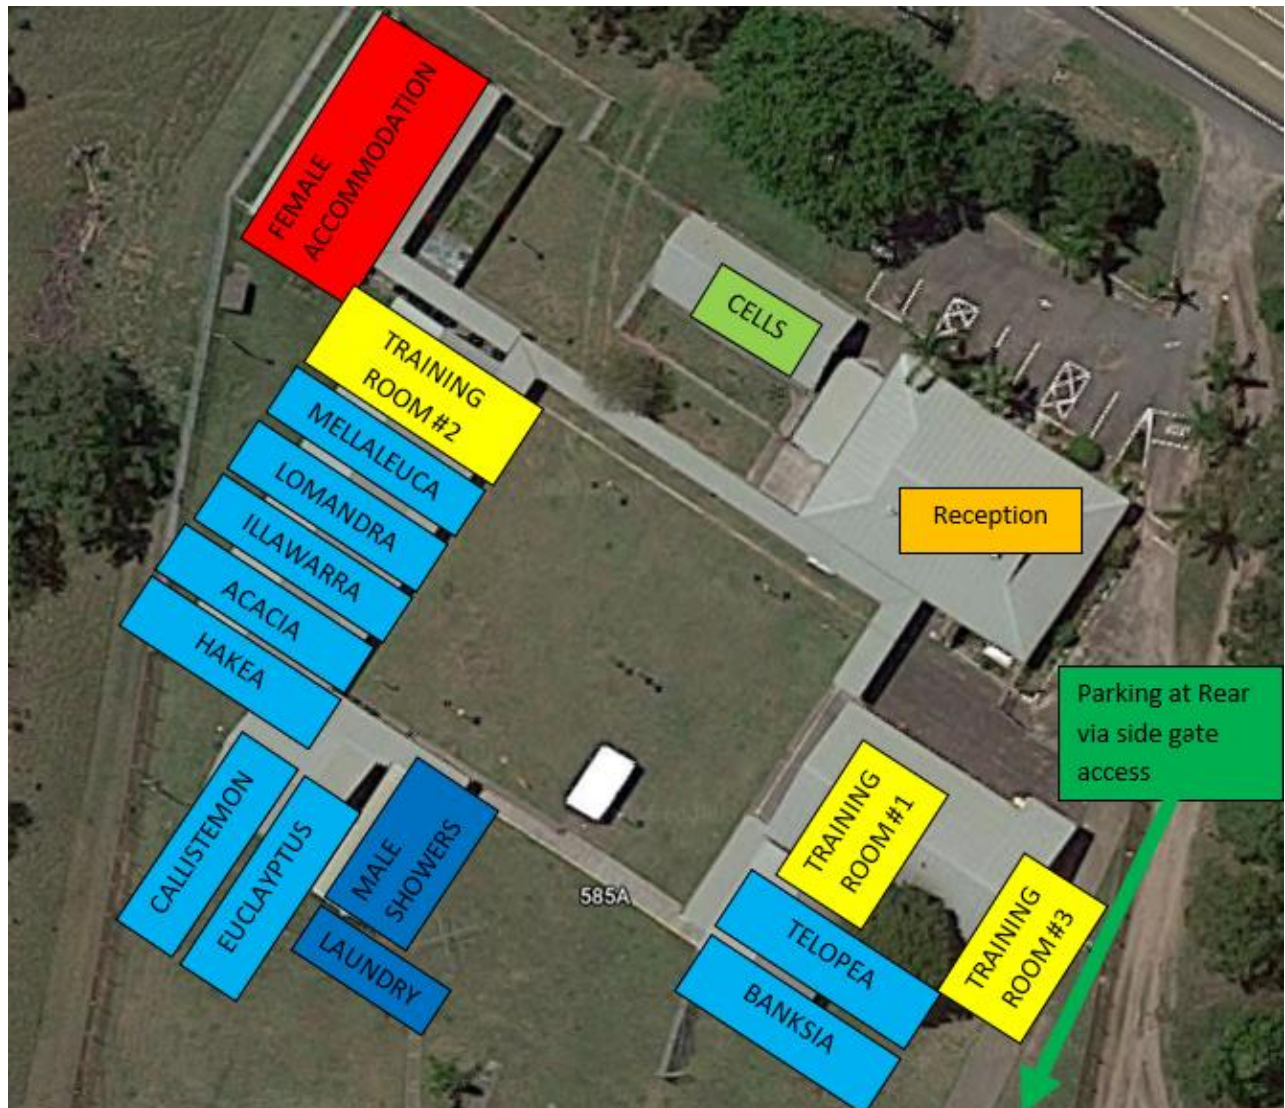 FEMALE
ACCOMMODATION
CELLS
TRAINING
ROOM #2
MELLALEUCA
LOMANDRA
ILLAWARRA
ACACIA
HAKEA
Reception
Parking at Rear
via side gate
access
CALLISTEMON
EUCLAYPTUS
MALE
SHOWERS
LAUNDRY
585A
TRAINING
ROOM #1
TELOPEA
BANKSIA
TRAINING
ROOM #3